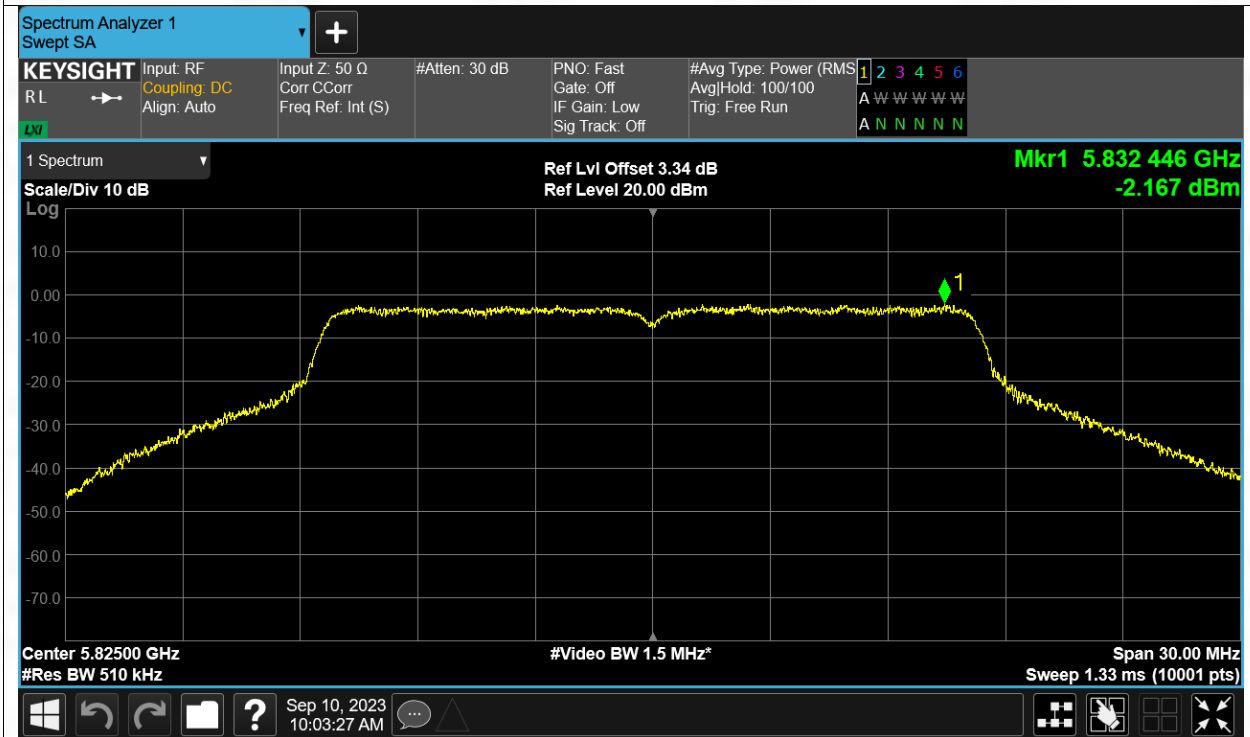 Spectrum Analyzer 1
Swept SA
KEYSIGHT
R L
LXI
Input: RF
Coupling: DC
Align: Auto
Input Z: 50 Ω
Corr CCorr
Freq Ref: Int (S)
#Atten: 30 dB
PNO: Fast
Gate: Off
IF Gain: Low
Sig Track: Off
#Avg Type: Power (RMS
Avg|Hold: 100/100
Trig: Free Run
1 2 3 4 5 6
A W W W W W
A N N N N N
1 Spectrum
Scale/Div 10 dB
Log
Ref Lvl Offset 3.34 dB
Ref Level 20.00 dBm
Mkr1 5.832 446 GHz
-2.167 dBm
10.0
0.00
-10.0
-20.0
-30.0
-40.0
-50.0
-60.0
-70.0
1
Center 5.82500 GHz
#Res BW 510 kHz
#Video BW 1.5 MHz*
Span 30.00 MHz
Sweep 1.33 ms (10001 pts)
?
Sep 10, 2023
10:03:27 AM